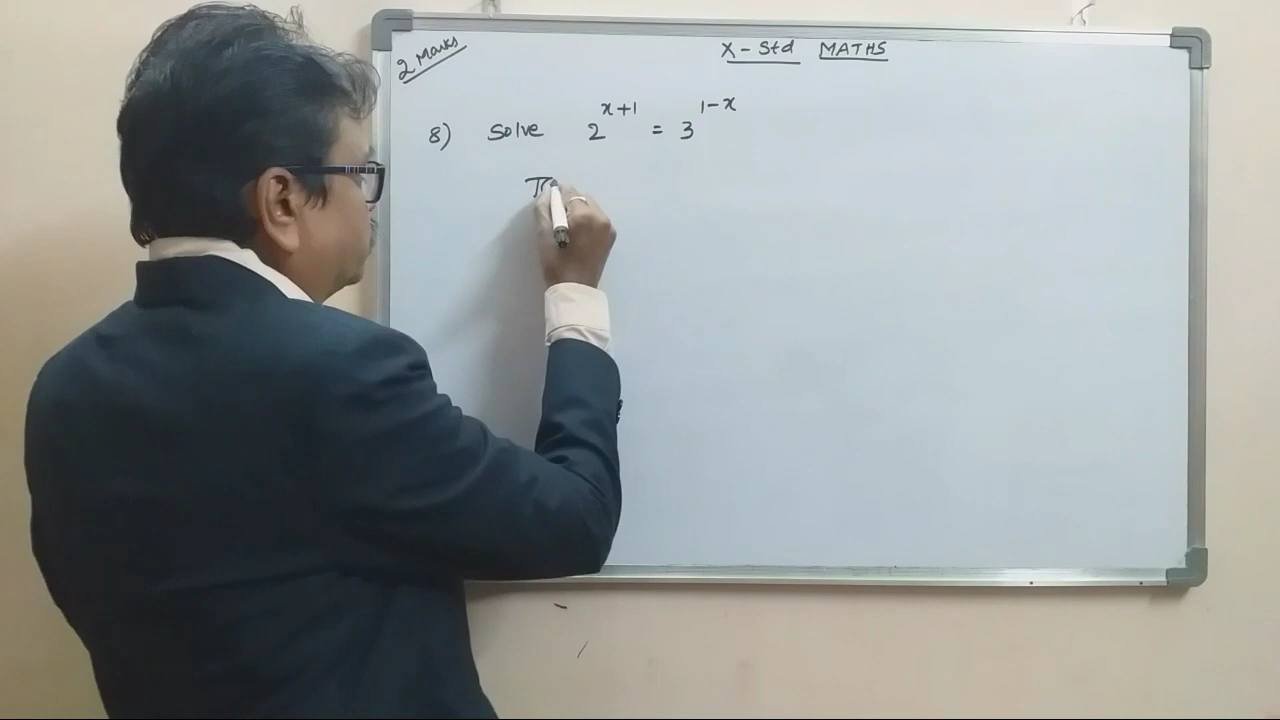 2 Marks
X - Std MATHS
8) Solve 2^{x+1} = 3^{1-x}